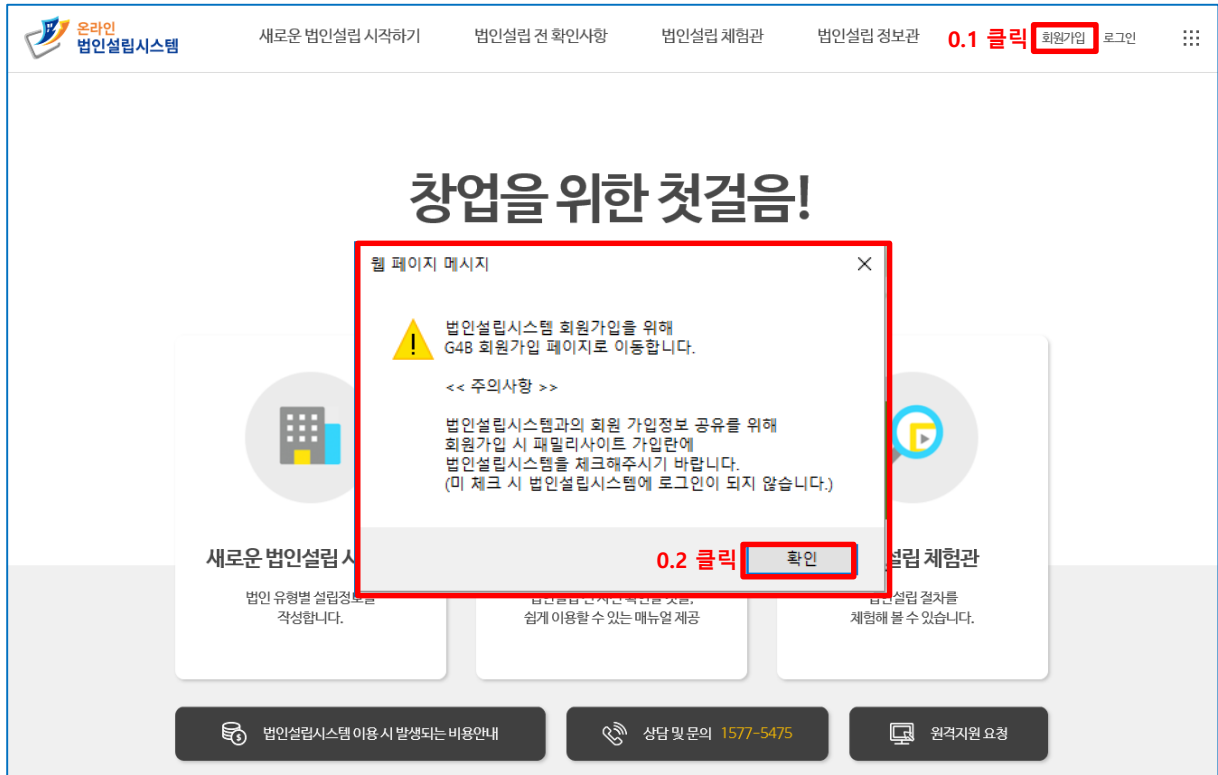 온라인
법인설립시스템
새로운 법인설립 시작하기 법인설립 전 확인사항 법인설립 체험관 법인설립 정보관 0.1 클릭 회원가입 로그인
창업을 위한 첫걸음!
웹 페이지 메시지
법인설립시스템 회원가입을 위해
G4B 회원가입 페이지로 이동합니다.
<< 주의사항 >>
법인설립시스템과의 회원 가입정보 공유를 위해
회원가입 시 패밀리사이트 가입란에
법인설립시스템을 체크해주시기 바랍니다.
(미 체크 시 법인설립시스템에 로그인이 되지 않습니다.)
0.2 클릭 확인
새로운 법인설립 시
설립 체험관
법인 유형별 설립정보를
작성합니다.
쉽게 이용할 수 있는 매뉴얼 제공
법인설립 절차를
체험해 볼 수 있습니다.
법인설립시스템 이용 시 발생되는 비용안내 상담 및 문의 1577-5475 원격지원 요청